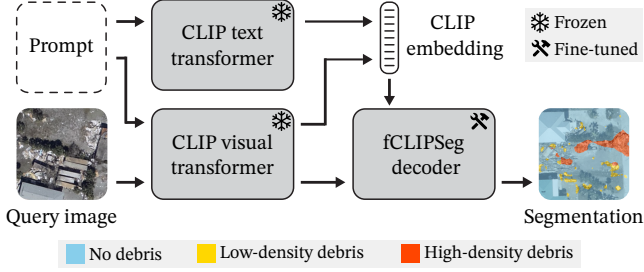 Prompt
CLIP text
transformer
CLIP
embedding
Frozen
Fine-tuned
CLIP visual
transformer
fCLIPSeg
decoder
Query image
Segmentation
No debris
Low-density debris
High-density debris